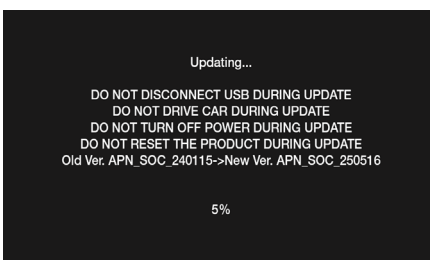 Updating...
DO NOT DISCONNECT USB DURING UPDATE
DO NOT DRIVE CAR DURING UPDATE
DO NOT TURN OFF POWER DURING UPDATE
DO NOT RESET THE PRODUCT DURING UPDATE
Old Ver. APN_SOC_240115->New Ver. APN_SOC_250516
5%